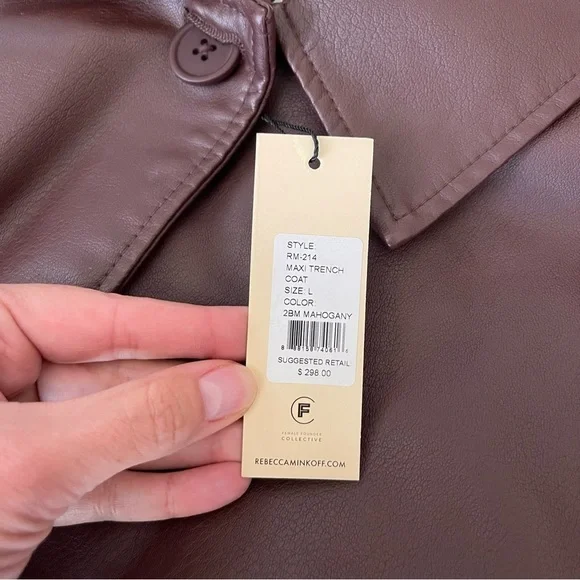 STYLE:
RM-214
MAXI TRENCH
COAT
SIZE: L
COLOR:
2BM MAHOGANY
SUGGESTED RETAIL
$ 298.00
F
FEMALE FOUNDER
COLLECTIVE
REBECCAMINKOFF.COM